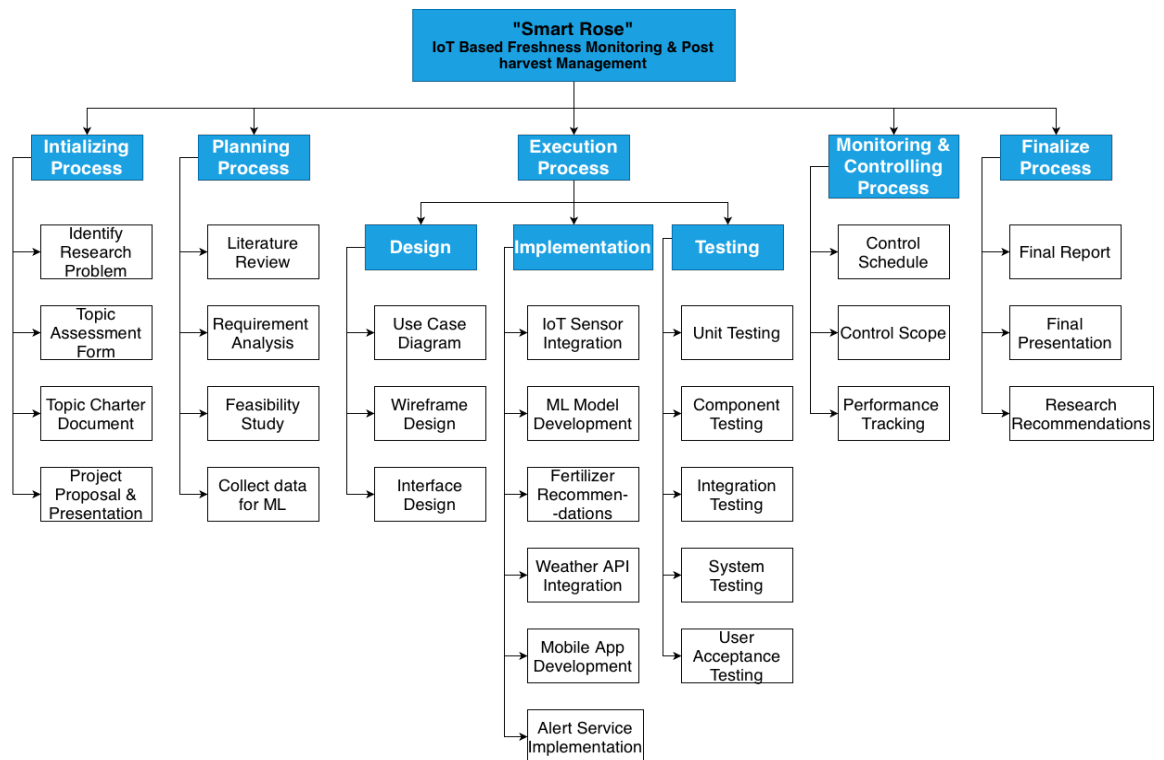 "Smart Rose"
IoT Based Freshness Monitoring & Post
harvest Management
Intializing
Process
Planning
Process
Execution
Process
Monitoring &
Controlling
Process
Finalize
Process
Identify
Research
Problem
Topic
Assessment
Form
Topic Charter
Document
Project
Proposal &
Presentation
Literature
Review
Requirement
Analysis
Feasibility
Study
Collect data
for ML
Design
Use Case
Diagram
Wireframe
Design
Interface
Design
Implementation
IoT Sensor
Integration
ML Model
Development
Fertilizer
Recommen-
-dations
Weather API
Integration
Mobile App
Development
Alert Service
Implementation
Testing
Unit Testing
Component
Testing
Integration
Testing
System
Testing
User
Acceptance
Testing
Control
Schedule
Control Scope
Performance
Tracking
Final Report
Final
Presentation
Research
Recommendations